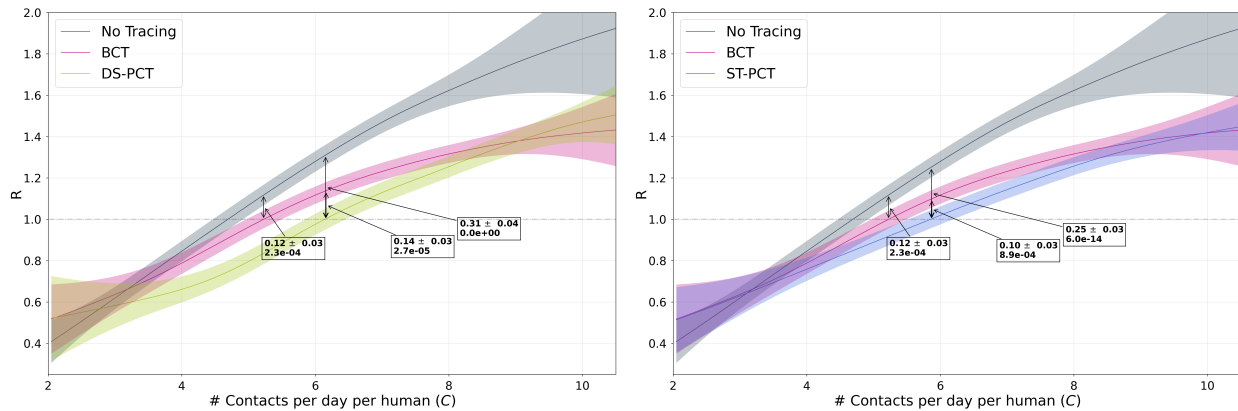 No Tracing
BCT
DS-PCT
R
2.0
1.8
1.6
1.4
1.2
1.0
0.8
0.6
0.4
0.12 ± 0.03
2.3e-04
0.14 ± 0.03
2.7e-05
0.31 ± 0.04
0.0e+00
2 4 6 8 10
# Contacts per day per human (C)
No Tracing
BCT
ST-PCT
R
2.0
1.8
1.6
1.4
1.2
1.0
0.8
0.6
0.4
0.12 ± 0.03
2.3e-04
0.10 ± 0.03
8.9e-04
0.25 ± 0.03
6.0e-14
2 4 6 8 10
# Contacts per day per human (C)